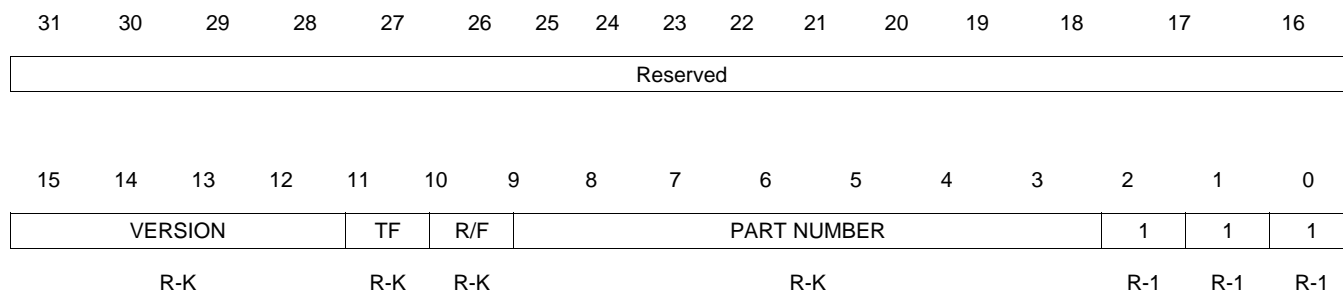 31 30 29 28 27 26 25 24 23 22 21 20 19 18 17 16
Reserved
15 14 13 12 11 10 9 8 7 6 5 4 3 2 1 0
VERSION TF R/F PART NUMBER 1 1 1
R-K R-K R-K R-K R-1 R-1 R-1